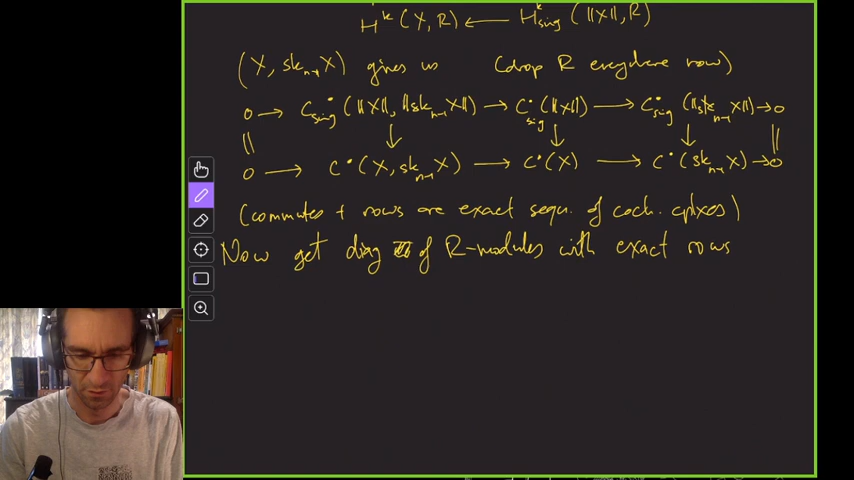 H^k (X, R) ← H^k_sing (||X||, R)
(X, sk_{n-1} X) gives us (drop R everywhere now)
0 → C^•_sing (||X||, ||sk_{n-1} X||) → C^•_sing (||X||) → C^•_sing (||sk_{n-1} X||) → 0
0 → C^• (X, sk_{n-1} X) → C^• (X) → C^• (sk_{n-1} X) → 0
(commutes + rows are exact sequ. of coch. cplxes)
Now get diag of R-modules with exact rows